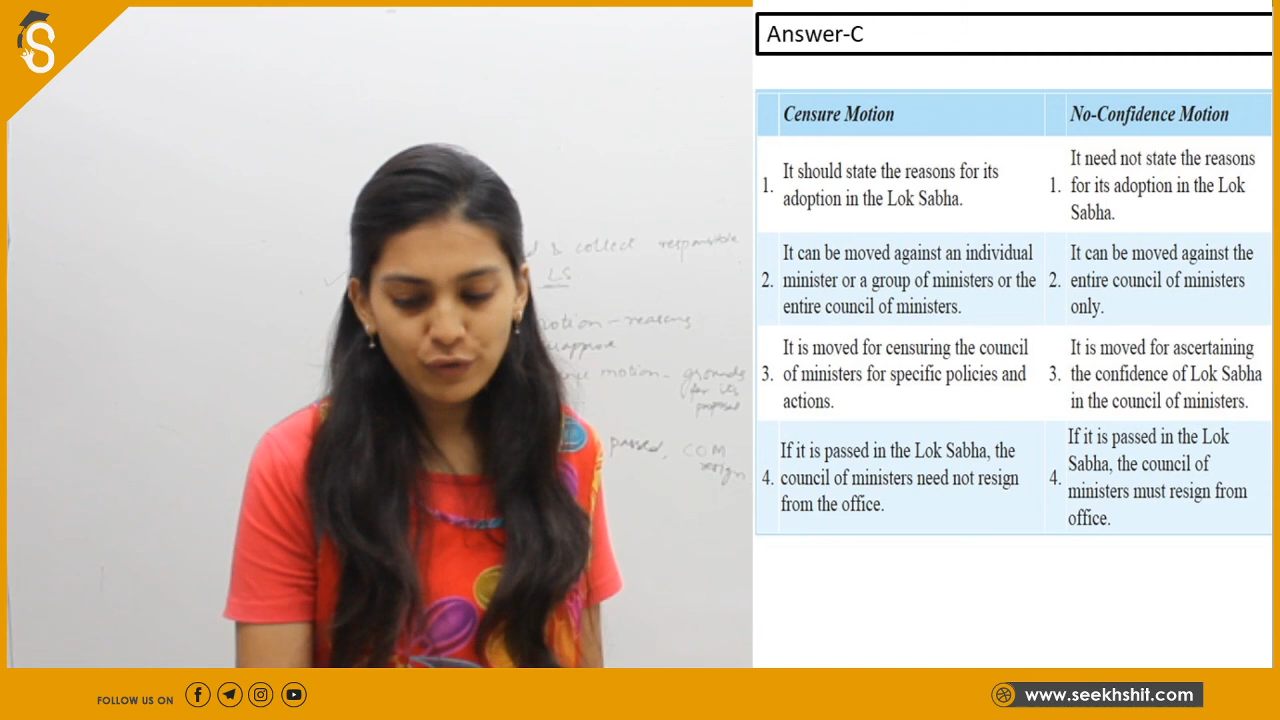 S
Answer-C
Censure Motion
No-Confidence Motion
1. It should state the reasons for its
adoption in the Lok Sabha.
1. It need not state the reasons
for its adoption in the Lok
Sabha.
2. It can be moved against an individual
minister or a group of ministers or the
entire council of ministers.
2. It can be moved against the
entire council of ministers
only.
3. It is moved for censuring the council
of ministers for specific policies and
actions.
3. It is moved for ascertaining
the confidence of Lok Sabha
in the council of ministers.
4. If it is passed in the Lok Sabha, the
council of ministers need not resign
from the office.
4. If it is passed in the Lok
Sabha, the council of
ministers must resign from
office.
& collect responsible
LS
motion - reasons
motion - grounds
for its
proposal
passed, COM
resign
FOLLOW US ON
www.seekhshit.com